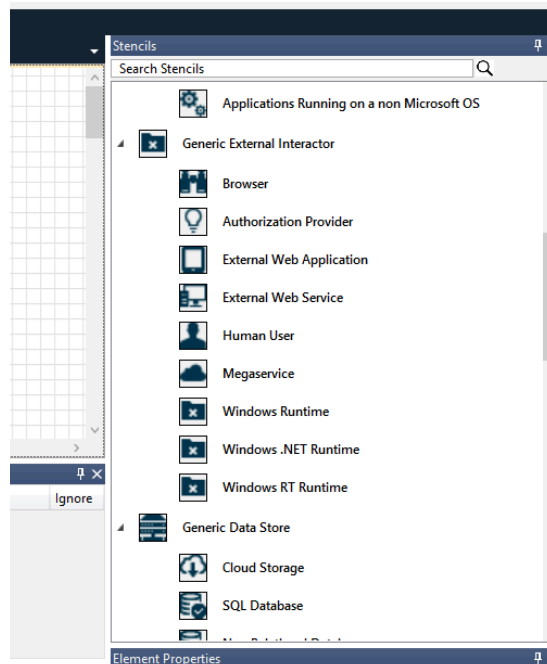 Stencils
Search Stencils
Applications Running on a non Microsoft OS
Generic External Interactor
Browser
Authorization Provider
External Web Application
External Web Service
Human User
Megaservice
Windows Runtime
Windows .NET Runtime
Windows RT Runtime
Ignore
Generic Data Store
Cloud Storage
SQL Database
Element Properties